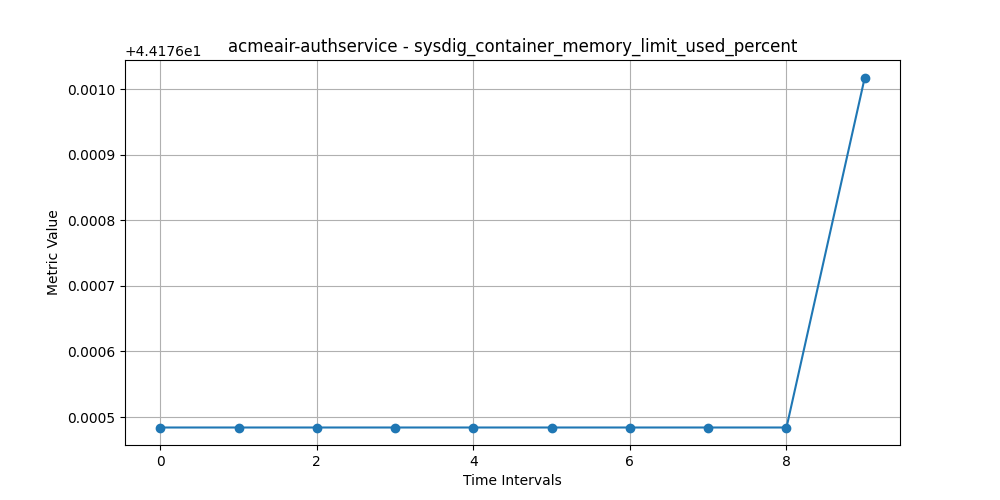 acmeair-authservice - sysdig_container_memory_limit_used_percent
+4.4176e1
0.0010
0.0009
0.0008
0.0007
0.0006
0.0005
Metric Value
0 2 4 6 8
Time Intervals